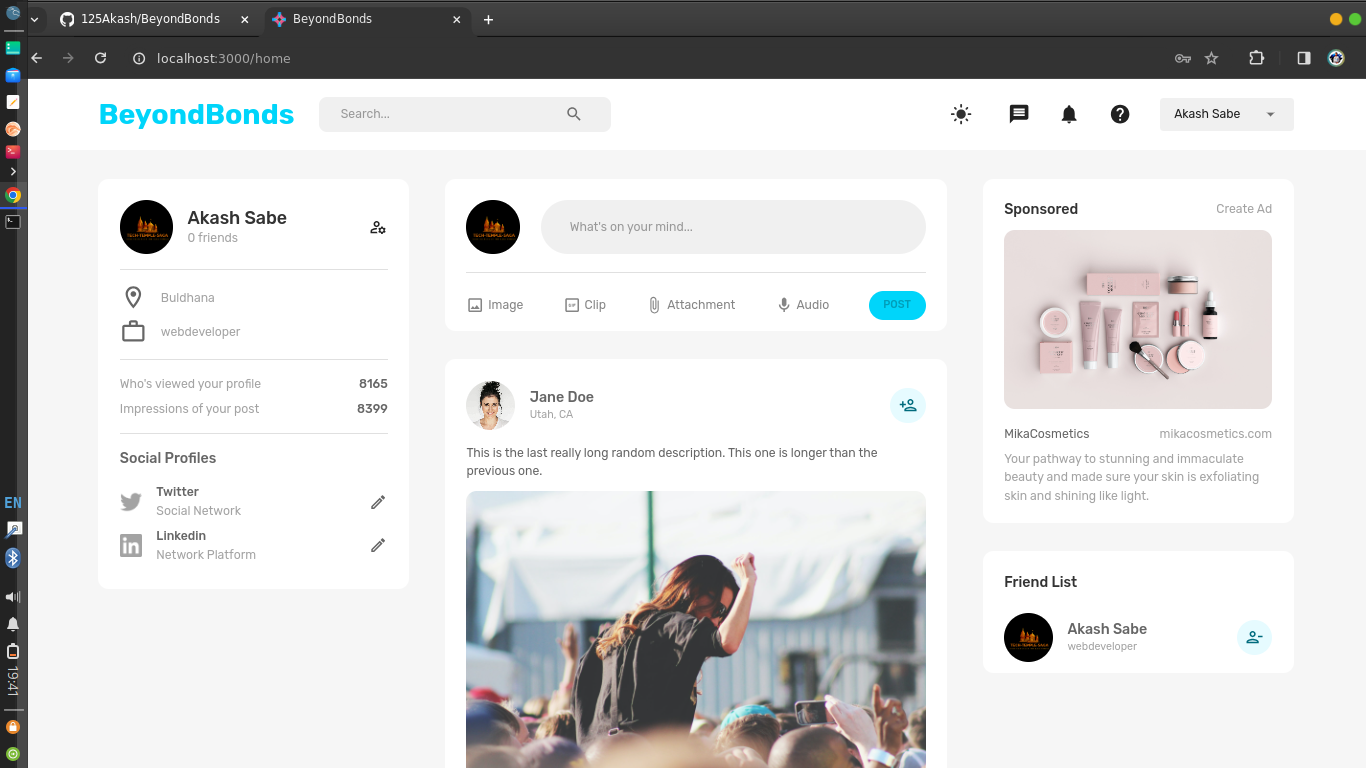 125Akash/BeyondBonds
BeyondBonds
localhost:3000/home
BeyondBonds
Search...
Akash Sabe
Akash Sabe
0 friends
Buldhana
webdeveloper
Who's viewed your profile 8165
Impressions of your post 8399
Social Profiles
Twitter
Social Network
Linkedin
Network Platform
What's on your mind...
Image
Clip
Attachment
Audio
POST
Jane Doe
Utah, CA
This is the last really long random description. This one is longer than the
previous one.
Sponsored
Create Ad
MikaCosmetics
mikacosmetics.com
Your pathway to stunning and immaculate
beauty and made sure your skin is exfoliating
skin and shining like light.
Friend List
Akash Sabe
webdeveloper
EN
19:41